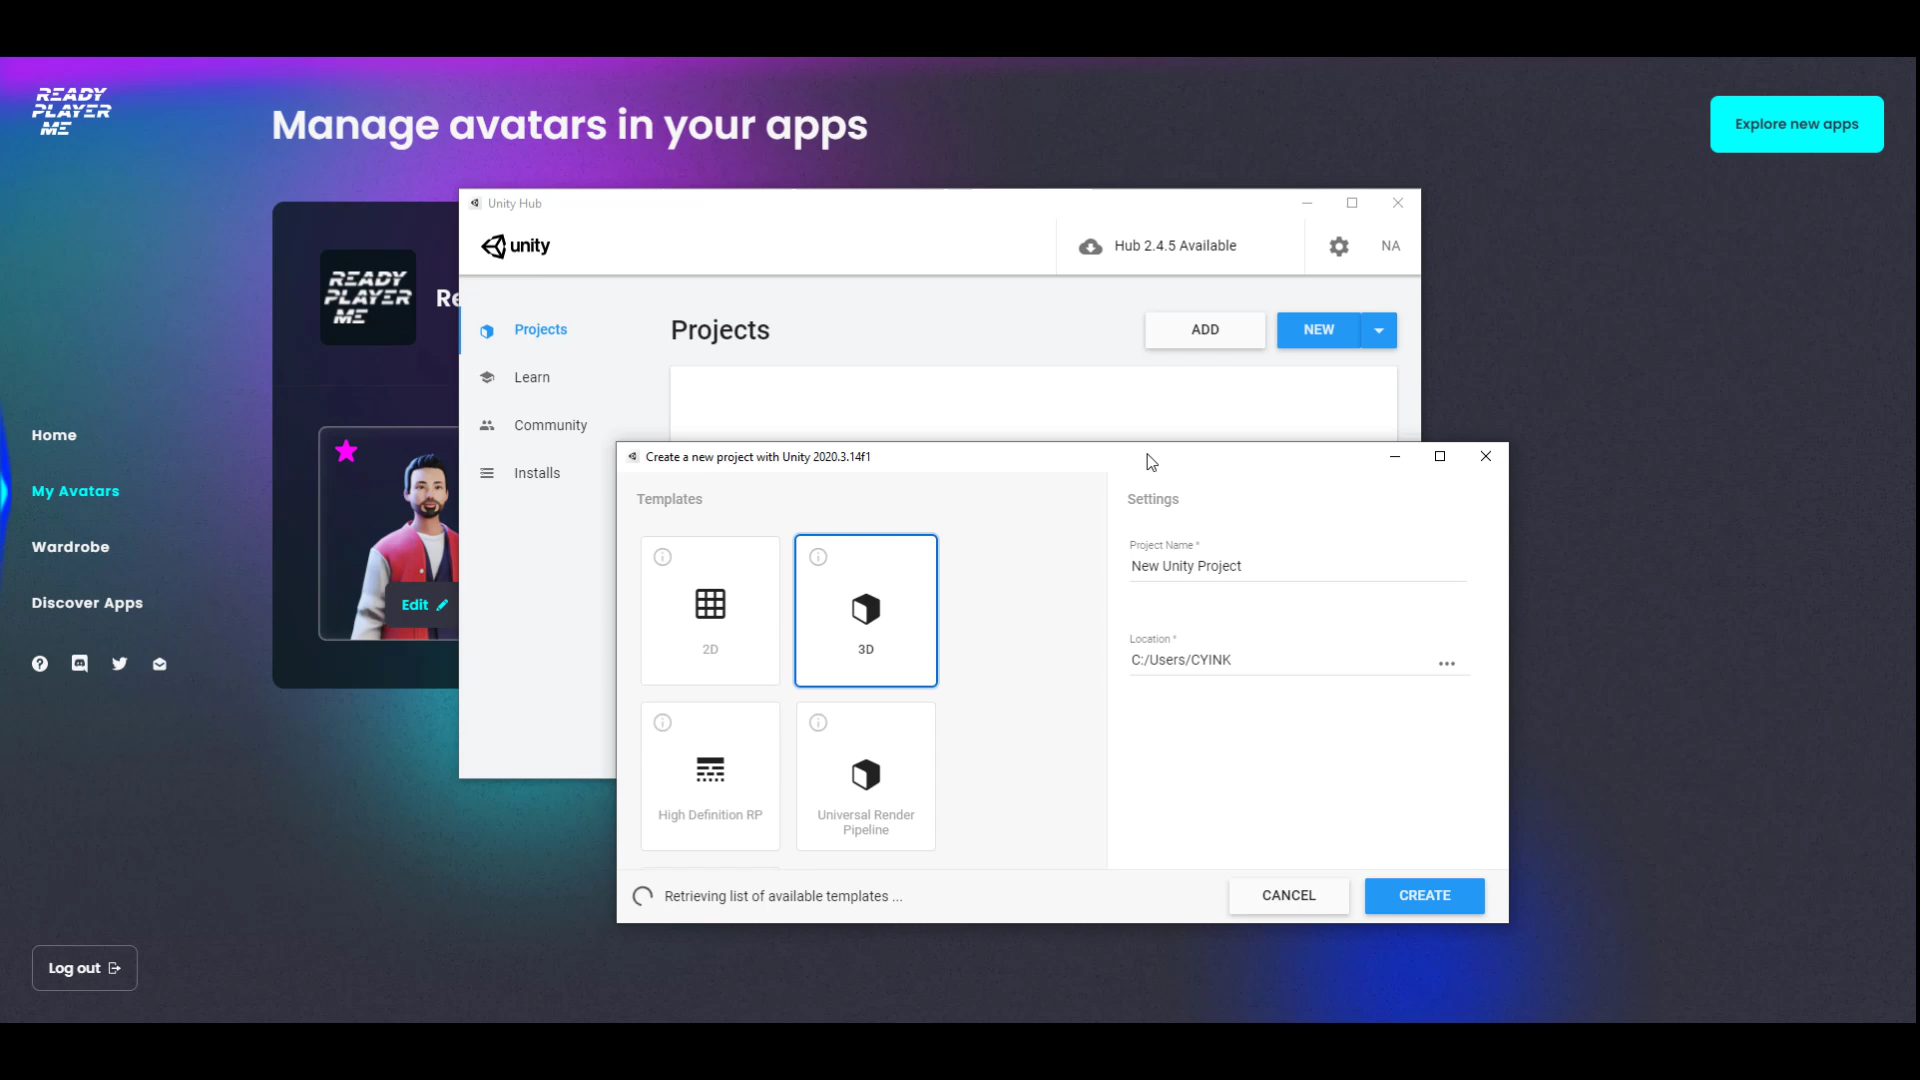 READY
PLAYER
ME
Manage avatars in your apps
Explore new apps
Home
My Avatars
Wardrobe
Discover Apps
Log out
READY
PLAYER
ME
Re
Edit
Unity Hub
unity
Hub 2.4.5 Available
NA
Projects
Learn
Community
Installs
Projects
ADD
NEW
Create a new project with Unity 2020.3.14f1
Templates
2D
3D
High Definition RP
Universal Render
Pipeline
Settings
Project Name *
New Unity Project
Location *
C:/Users/CYINK
...
Retrieving list of available templates ...
CANCEL
CREATE